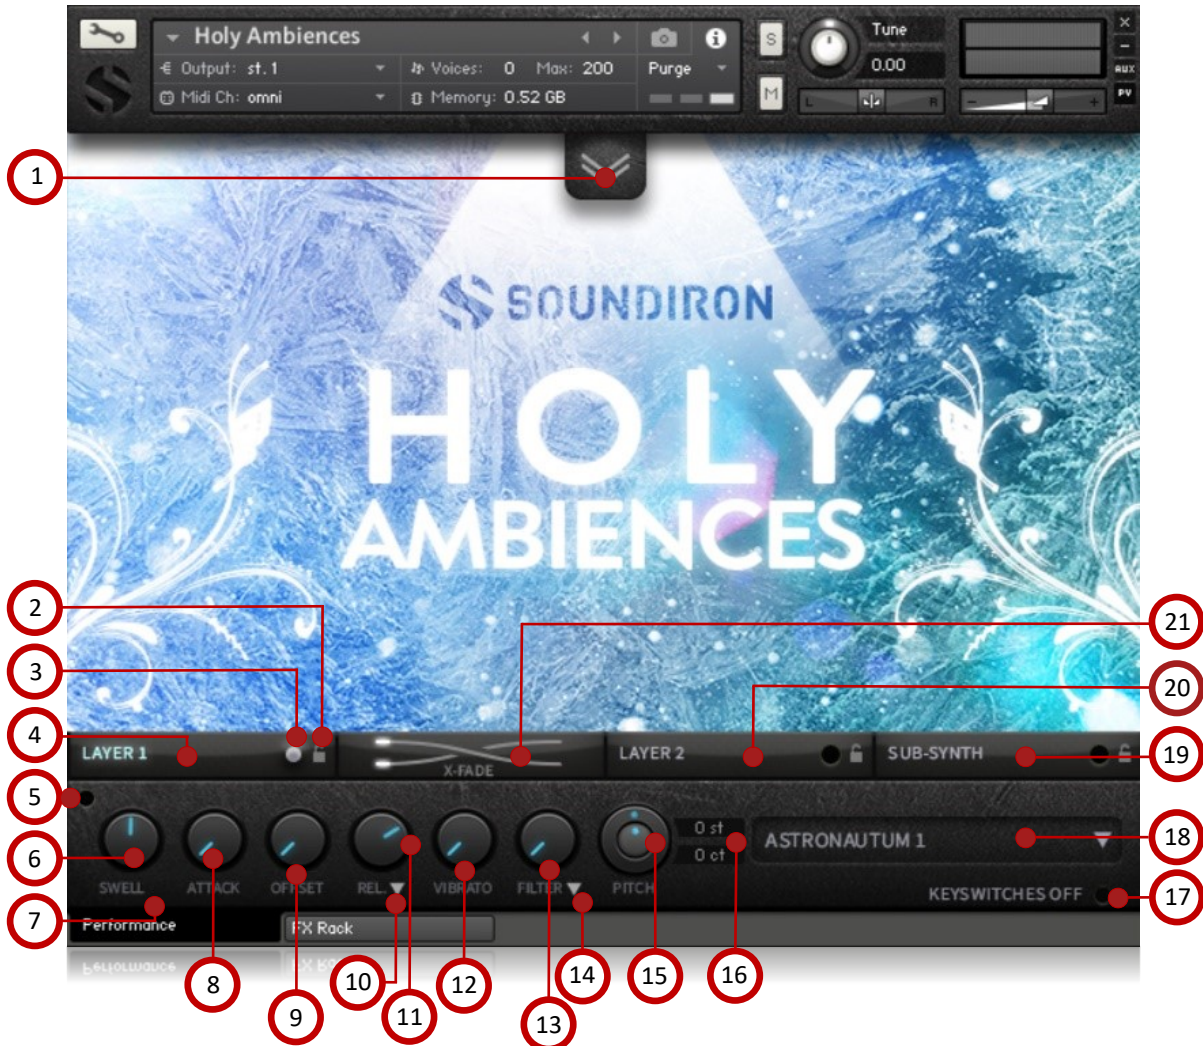 Holy Ambiences
Output: st.1
Voices: 0 Max: 200
Purge
Midi Ch: omni
Memory: 0.52 GB
S
M
Tune
0.00
L
R
-
+
×
-
AUX
PV
1
SOUNDIRON
HOLY
AMBIENCES
2
3
4
5
6
7
21
20
19
18
17
LAYER 1
X-FADE
LAYER 2
SUB-SYNTH
0 st
0 ct
ASTRONAUTUM 1
SWELL
ATTACK
OFFSET
REL.
VIBRATO
FILTER
PITCH
KEYSWITCHES OFF
Performance
FX Rack
8
9
10
11
12
13
14
15
16